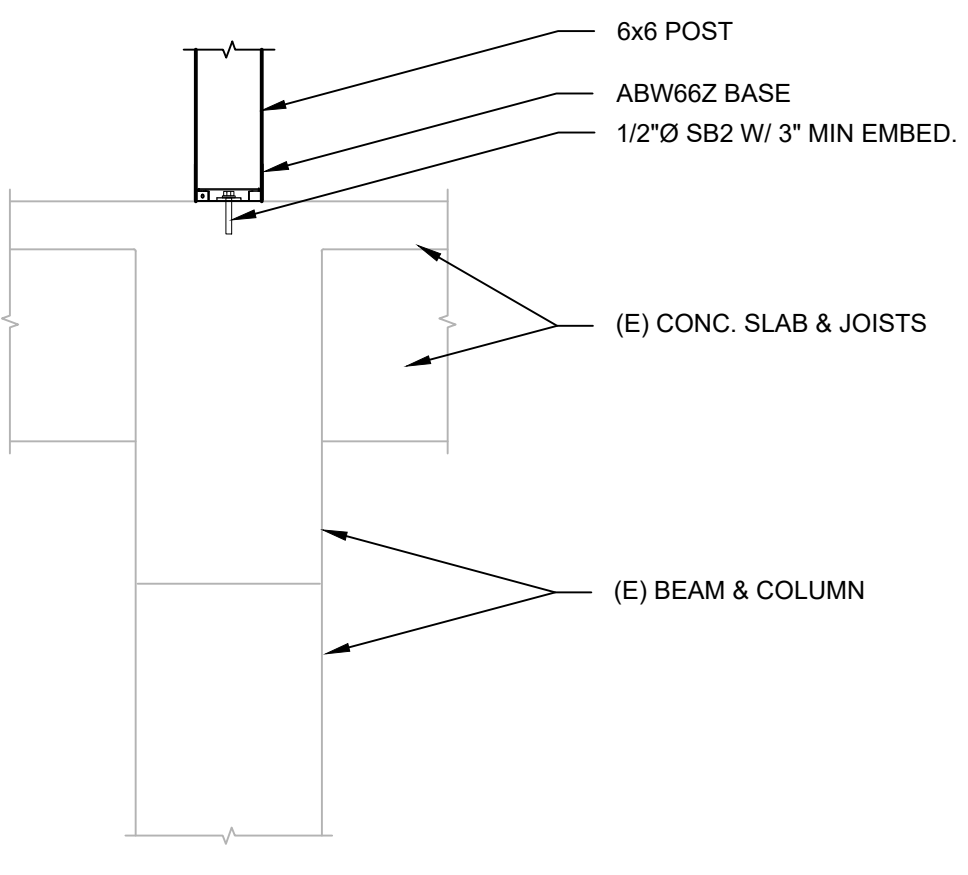 6x6 POST
ABW66Z BASE
1/2"Ø SB2 W/ 3" MIN EMBED.
(E) CONC. SLAB & JOISTS
(E) BEAM & COLUMN